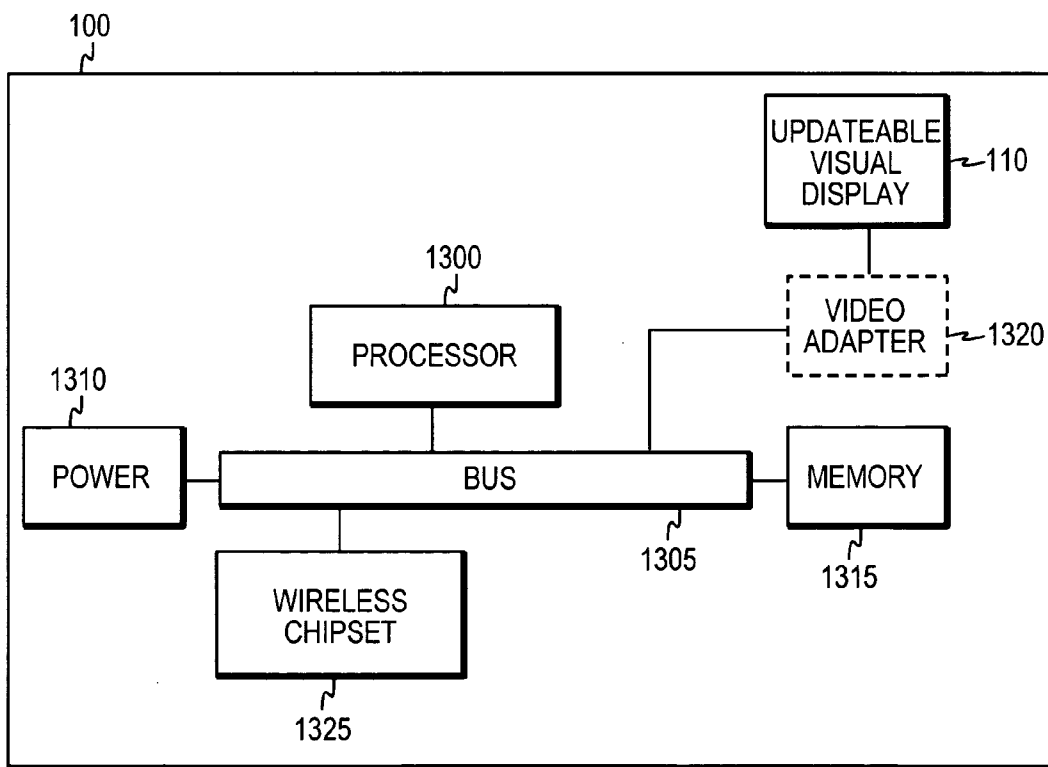 100
UPDATEABLE
VISUAL
DISPLAY
110
1300
VIDEO
ADAPTER
1320
PROCESSOR
1310
POWER
BUS
MEMORY
1305
1315
WIRELESS
CHIPSET
1325